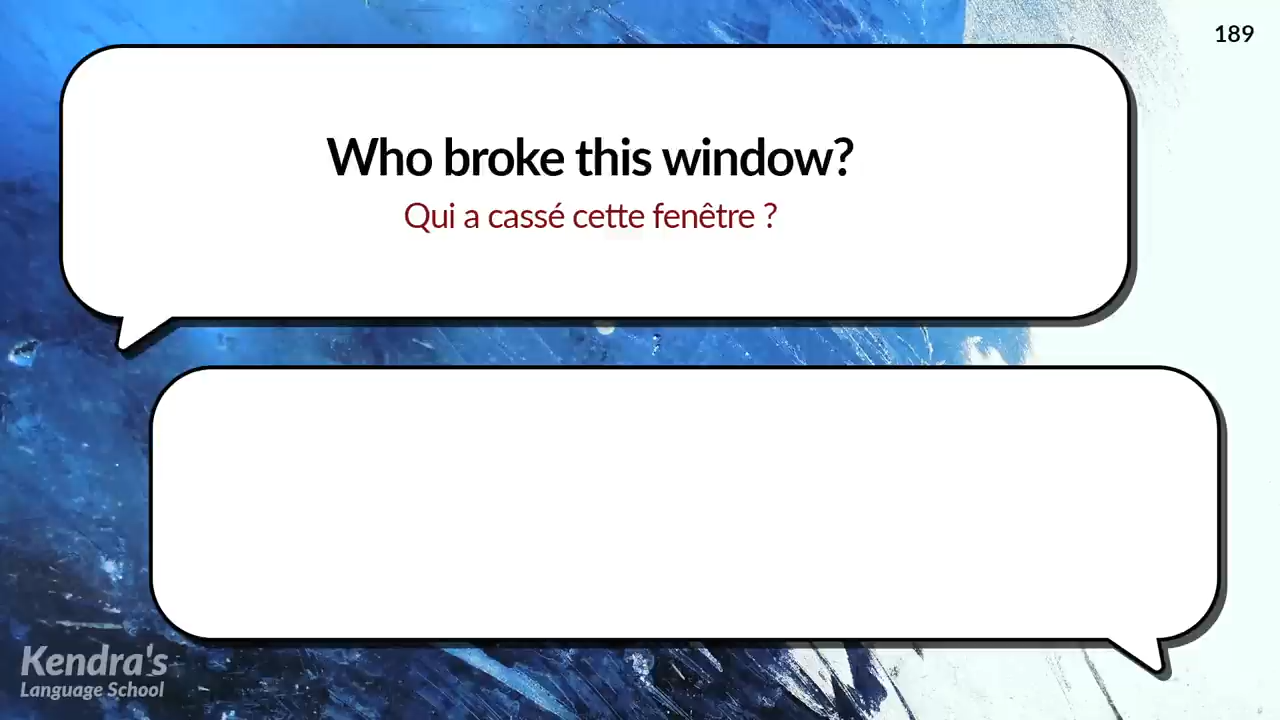 189
Who broke this window?
Qui a cassé cette fenêtre ?
Kendra's
Language School